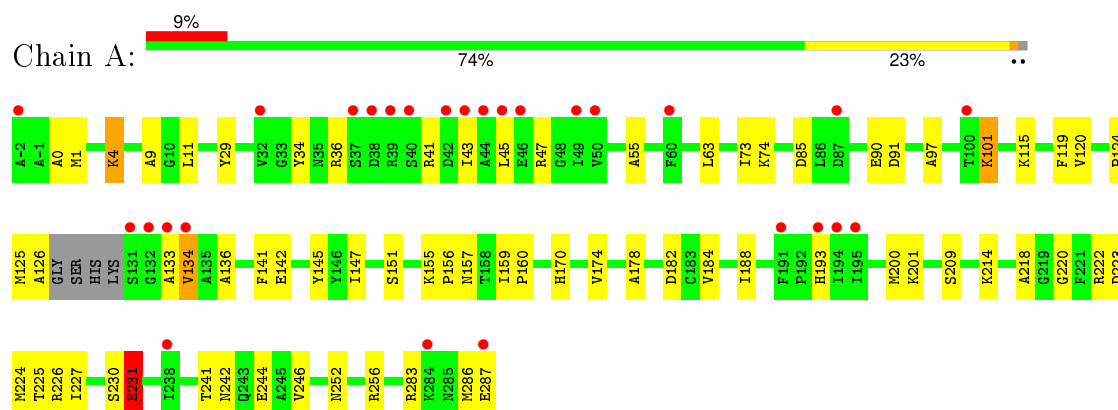 9%
Chain A:
74% 23% ••
A-2 A-1 A0 M1 K4 A9 G10 L11 Y29 V32 G33 Y34 N35 R36 S37 D38 R39 S40 R41 D42 I43 A44 L45 E46 R47 G48 I49 V50 A55 F60 L63 I73 K74 D85 L86 D87 E90 D91 A97 T100 K101 K115 F119 V120
M125 A126 GLY SER HIS LYS S131 G132 A133 V134 A135 A136 F141 E142 Y145 Y146 I147 S151 K155 P156 N157 T158 I159 P160 H170 V174 A178 D182 C183 V184 I188 F191 P192 H193 I194 I195 M200 K201 S209 K214 A218 G219 G220 F221 R222
M224 T225 R226 I227 S230 E231 I238 T241 N242 Q243 E244 A245 V246 N252 R256 R283 K284 N285 M286 E287